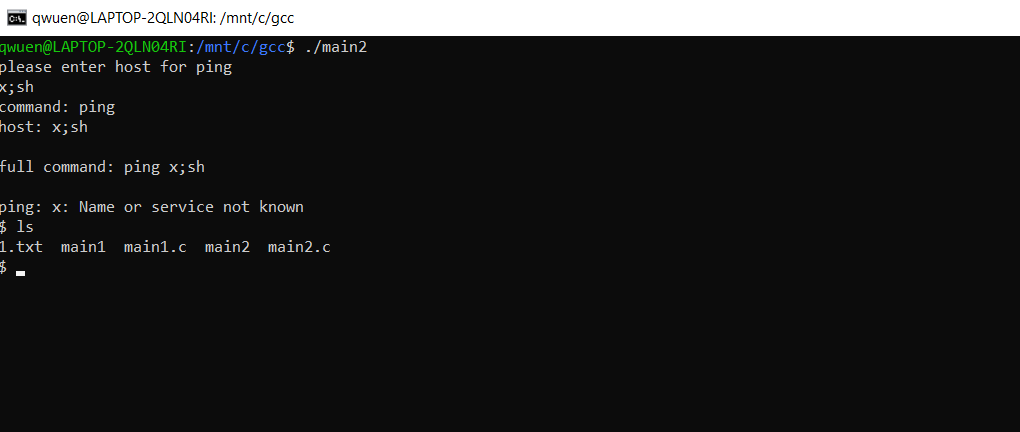 qwuen@LAPTOP-2QLN04RI: /mnt/c/gcc
qwuen@LAPTOP-2QLN04RI:/mnt/c/gcc$ ./main2
please enter host for ping
x;sh
command: ping
host: x;sh
full command: ping x;sh
ping: x: Name or service not known
$ ls
1.txt  main1  main1.c  main2  main2.c
$